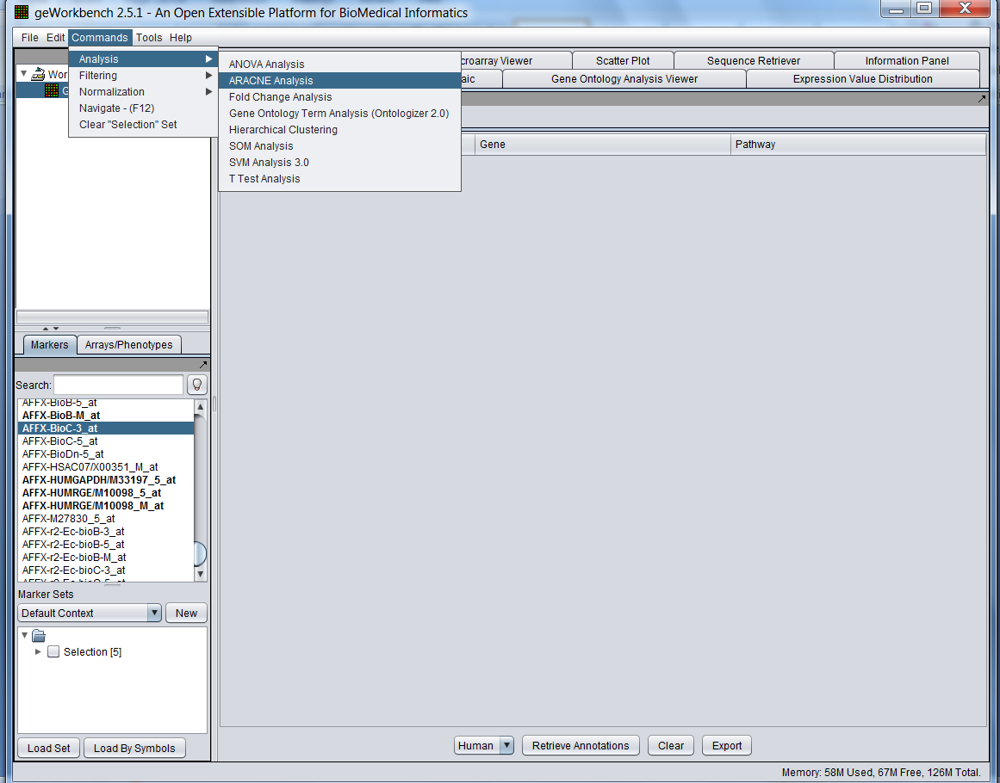 geWorkbench 2.5.1 - An Open Extensible Platform for BioMedical Informatics
File Edit Commands Tools Help
Analysis
Filtering
Normalization
Navigate - (F12)
Clear "Selection" Set
ANOVA Analysis
ARACNE Analysis
Fold Change Analysis
Gene Ontology Term Analysis (Ontologizer 2.0)
Hierarchical Clustering
SOM Analysis
SVM Analysis 3.0
T Test Analysis
Wor
G
croarray Viewer Scatter Plot Sequence Retriever Information Panel
aic Gene Ontology Analysis Viewer Expression Value Distribution
Gene Pathway
Markers Arrays/Phenotypes
Search:
AFFX-BioB-5_at
AFFX-BioB-M_at
AFFX-BioC-3_at
AFFX-BioC-5_at
AFFX-BioDn-5_at
AFFX-HSAC07/X00351_M_at
AFFX-HUMGAPDH/M33197_5_at
AFFX-HUMRGE/M10098_5_at
AFFX-HUMRGE/M10098_M_at
AFFX-M27830_5_at
AFFX-r2-Ec-bioB-3_at
AFFX-r2-Ec-bioB-5_at
AFFX-r2-Ec-bioB-M_at
AFFX-r2-Ec-bioC-3_at
AFFX-r2-Ec-bioC-5_at
Marker Sets
Default Context New
Selection [5]
Load Set Load By Symbols
Human Retrieve Annotations Clear Export
Memory: 58M Used, 67M Free, 126M Total.